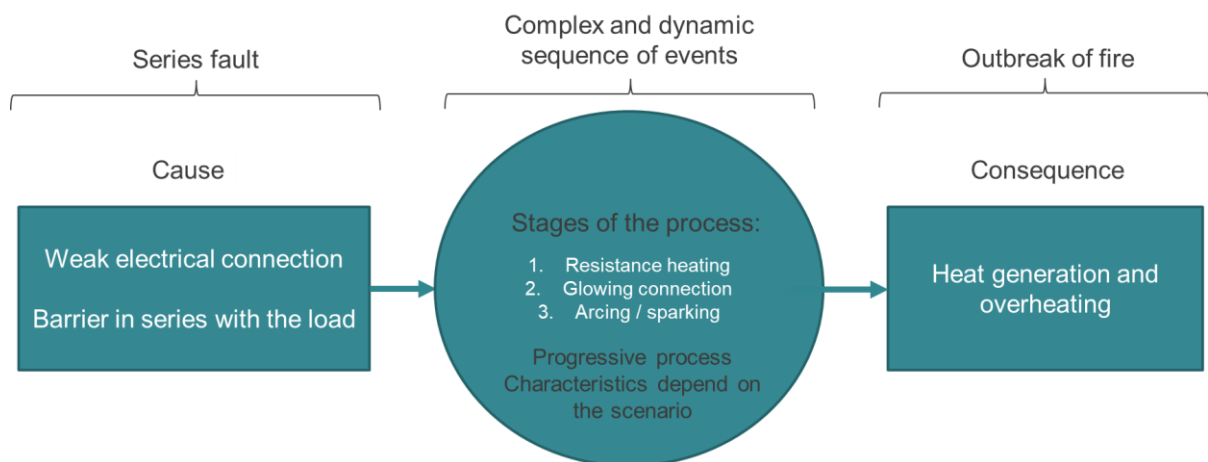 Series fault
Complex and dynamic
sequence of events
Outbreak of fire
Cause
Consequence
Weak electrical connection
Barrier in series with the load
Stages of the process:
1. Resistance heating
2. Glowing connection
3. Arcing / sparking
Progressive process
Characteristics depend on
the scenario
Heat generation and
overheating